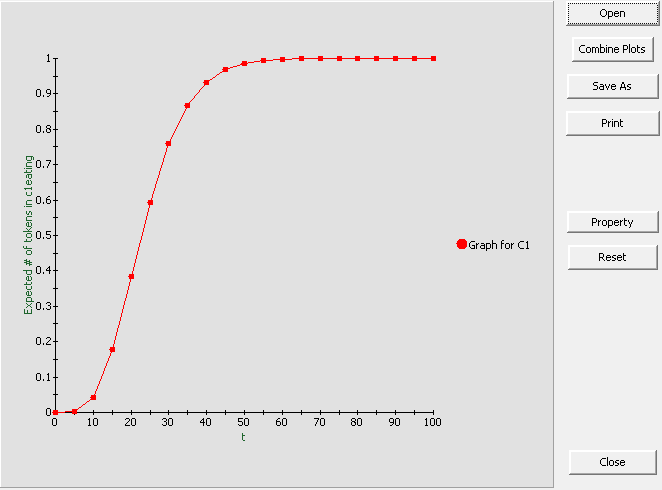 Open
Combine Plots
Save As
Print
Property
Reset
Close
1
0.9
0.8
0.7
0.6
0.5
0.4
0.3
0.2
0.1
0
Expected # of tokens in c1eating
0 10 20 30 40 50 60 70 80 90 100
t
Graph for C1